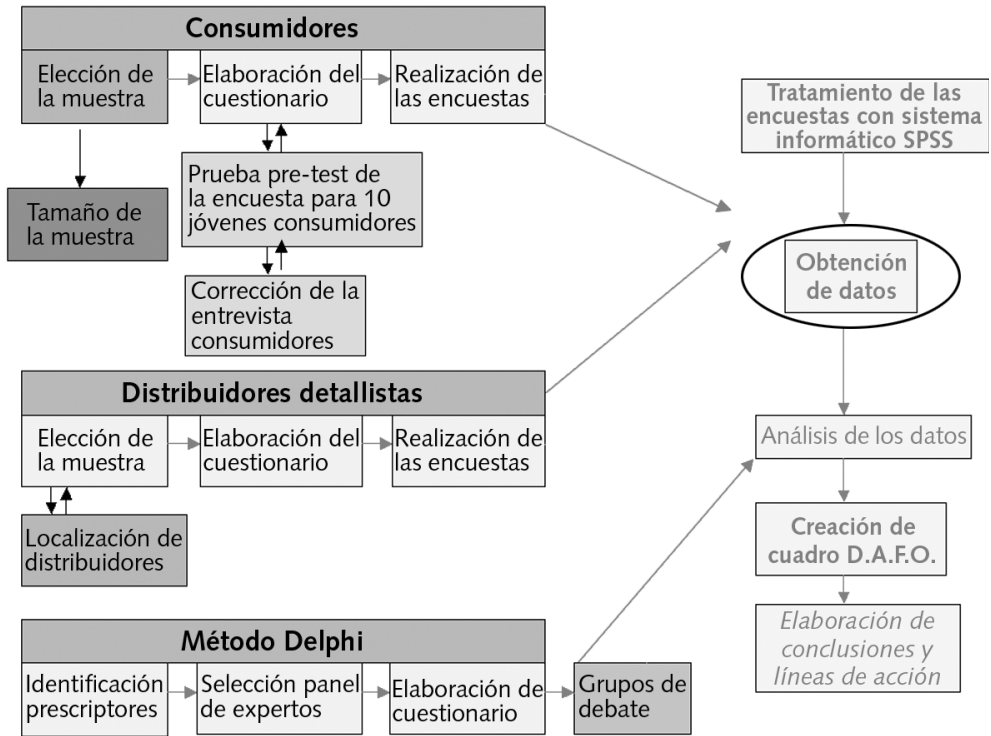 Consumidores
Elección de
la muestra
Elaboración del
cuestionario
Realización de
las encuestas
Tamaño de
la muestra
Prueba pre-test de
la encuesta para 10
jóvenes consumidores
Corrección de la
entrevista
consumidores
Distribuidores detallistas
Elección de
la muestra
Elaboración del
cuestionario
Realización de
las encuestas
Localización de
distribuidores
Método Delphi
Identificación
prescriptores
Selección panel
de expertos
Elaboración de
cuestionario
Grupos de
debate
Tratamiento de las
encuestas con sistema
informático SPSS
Obtención
de datos
Análisis de los datos
Creación de
cuadro D.A.F.O.
Elaboración de
conclusiones y
líneas de acción